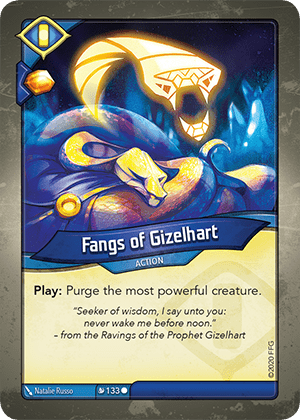 Fangs of Gizelhart
ACTION
Play: Purge the most powerful creature.
“Seeker of wisdom, I say unto you:
never wake me before noon.”
– from the Ravings of the Prophet Gizelhart
Natalie Russo
133
©2020 FFG